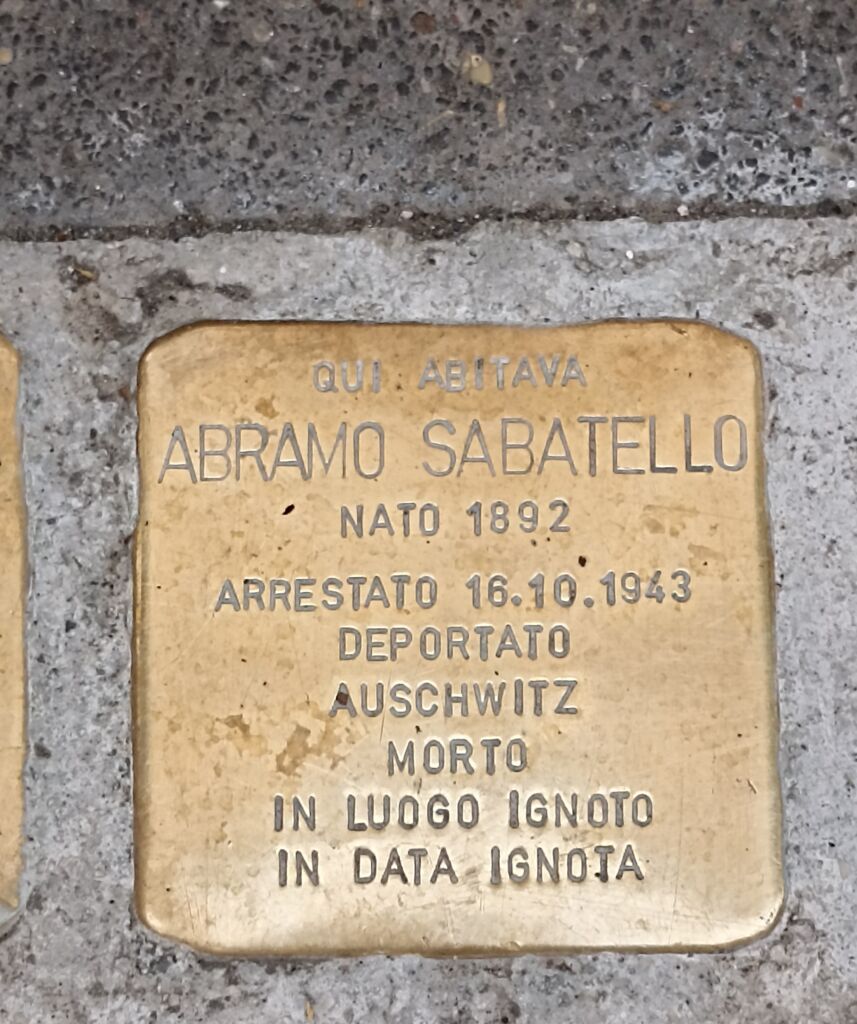 QUI ABITAVA
ABRAMO SABATELLO
NATO 1892
ARRESTATO 16.10.1943
DEPORTATO
AUSCHWITZ
MORTO
IN LUOGO IGNOTO
IN DATA IGNOTA